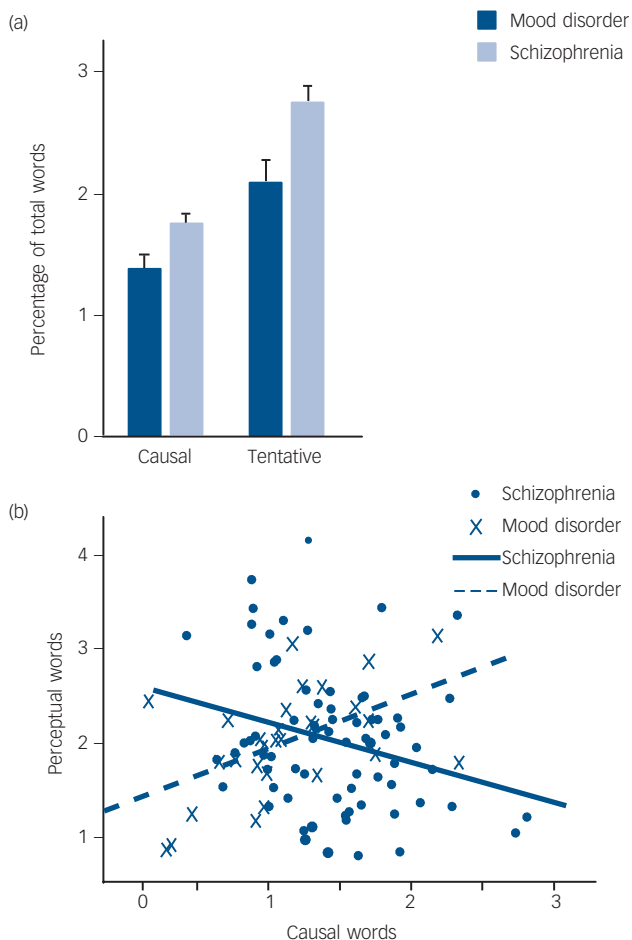 (a)
Mood disorder
Schizophrenia
Percentage of total words
3
2
1
0
Causal
Tentative
(b)
Schizophrenia
Mood disorder
Schizophrenia
Mood disorder
Perceptual words
4
3
2
1
0
1
2
3
Causal words